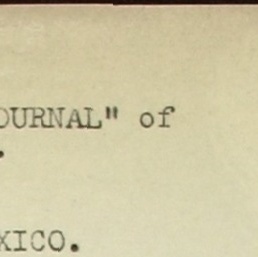 OURNAL" of
.
XICO.